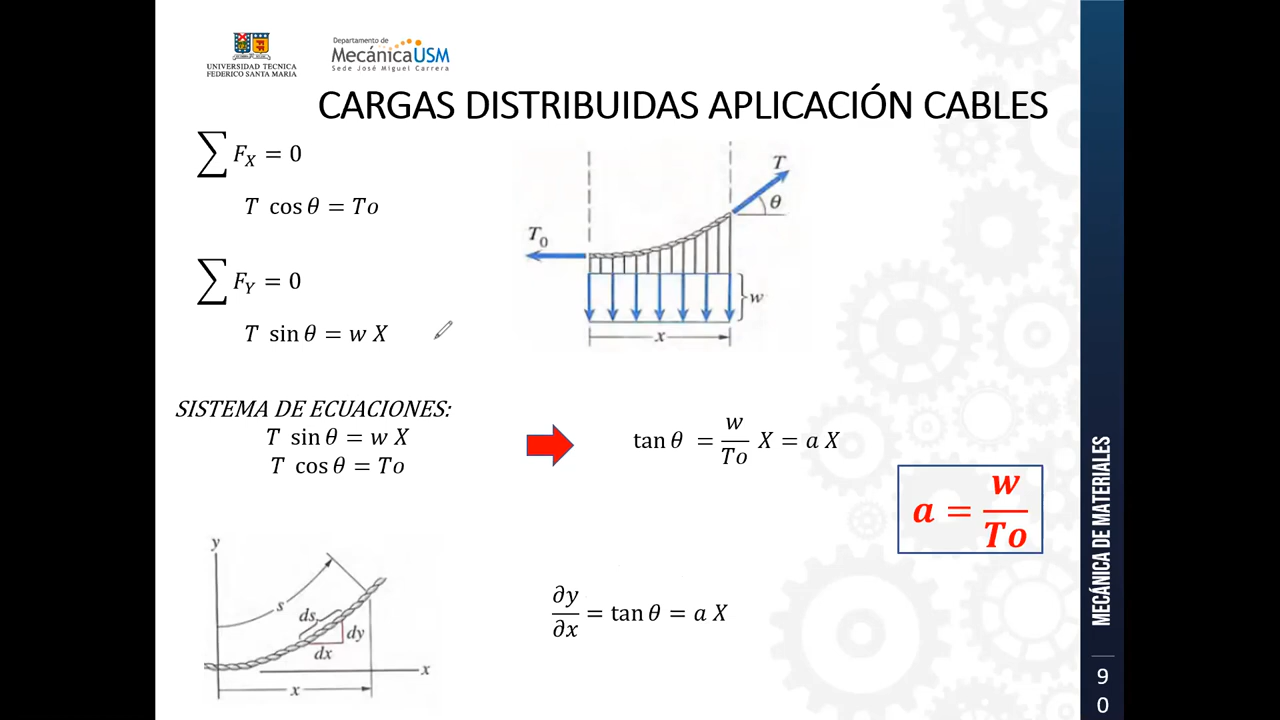 UNIVERSIDAD TECNICA
FEDERICO SANTA MARIA
Departamento de
MecánicaUSM
Sede José Miguel Carrera
CARGAS DISTRIBUIDAS APLICACIÓN CABLES
∑ F_X = 0
T cos θ = To
∑ F_Y = 0
T sin θ = w X
T
θ
T₀
w
x
SISTEMA DE ECUACIONES:
T sin θ = w X
T cos θ = To
tan θ = w/To X = a X
a = w/To
y
s
ds
dy
dx
x
x
∂y/∂x = tan θ = a X
MECÁNICA DE MATERIALES
9
0